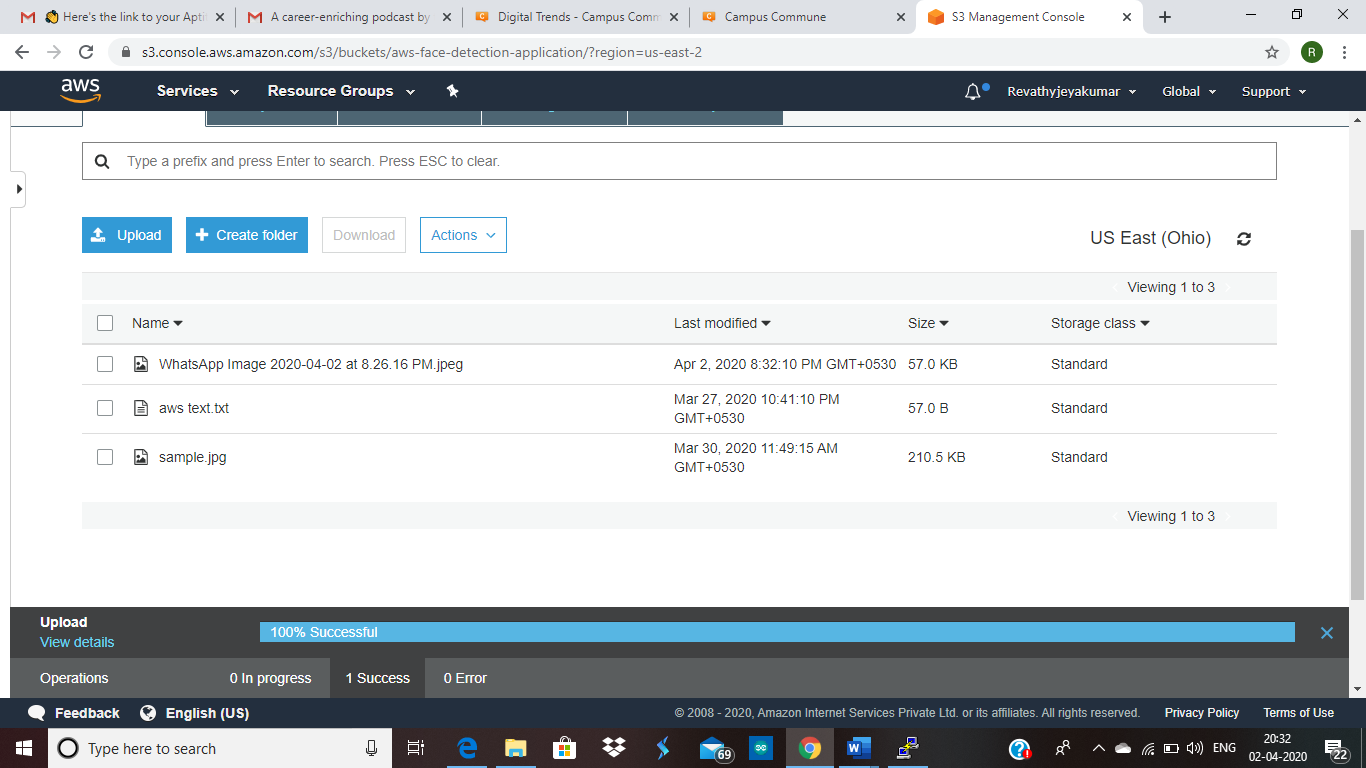 Here's the link to your Apti
A career-enriching podcast by
Digital Trends - Campus Comm
Campus Commune
S3 Management Console
s3.console.aws.amazon.com/s3/buckets/aws-face-detection-application/?region=us-east-2
R
aws
Services
Resource Groups
Revathyjeyakumar
Global
Support
Type a prefix and press Enter to search. Press ESC to clear.
Upload
Create folder
Download
Actions
US East (Ohio)
Viewing 1 to 3
Name
Last modified
Size
Storage class
WhatsApp Image 2020-04-02 at 8.26.16 PM.jpeg
Apr 2, 2020 8:32:10 PM GMT+0530
57.0 KB
Standard
aws text.txt
Mar 27, 2020 10:41:10 PM
GMT+0530
57.0 B
Standard
sample.jpg
Mar 30, 2020 11:49:15 AM
GMT+0530
210.5 KB
Standard
Viewing 1 to 3
Upload
View details
100% Successful
Operations
0 In progress
1 Success
0 Error
Feedback
English (US)
© 2008 - 2020, Amazon Internet Services Private Ltd. or its affiliates. All rights reserved.
Privacy Policy
Terms of Use
Type here to search
69
ENG
20:32
02-04-2020
22